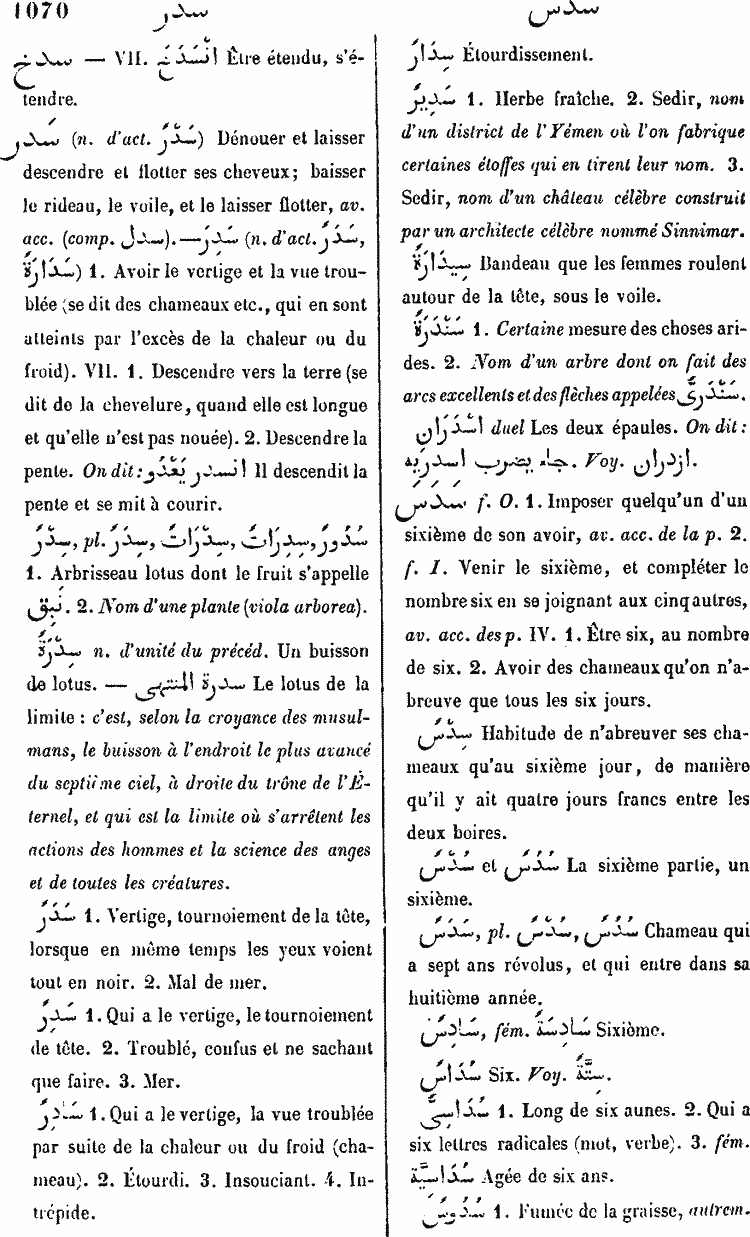 1070
سدر
سدس
سدخ — VII. اِنْسَدَخَ Être étendu, s'é-
tendre.
سَدَر (n. d'act. سَدْرٌ) Dénouer et laisser
descendre et flotter ses cheveux; baisser
le rideau, le voile, et le laisser flotter, av.
acc. (comp. سدل). — سَدِرَ (n. d'act. سَدَرٌ,
سَدَارَةٌ) 1. Avoir le vertige et la vue trou-
blée (se dit des chameaux etc., qui en sont
atteints par l'excès de la chaleur ou du
froid). VII. 1. Descendre vers la terre (se
dit de la chevelure, quand elle est longue
et qu'elle n'est pas nouée). 2. Descendre la
pente. On dit: انسدر يَعْدُو Il descendit la
pente et se mit à courir.
سِدْرٌ, pl. سِدَرٌ, سِدْرَاتٌ, سِدِرَاتٌ, سُدُورٌ
1. Arbrisseau lotus dont le fruit s'appelle
نَبِق. 2. Nom d'une plante (viola arborea).
سِدْرَةٌ n. d'unité du précéd. Un buisson
de lotus. — سدرة المنتهى Le lotus de la
limite : c'est, selon la croyance des musul-
mans, le buisson à l'endroit le plus avancé
du septième ciel, à droite du trône de l'É-
ternel, et qui est la limite où s'arrêtent les
actions des hommes et la science des anges
et de toutes les créatures.
سَدَرٌ 1. Vertige, tournoiement de la tête,
lorsque en même temps les yeux voient
tout en noir. 2. Mal de mer.
سَدِرٌ 1. Qui a le vertige, le tournoiement
de tête. 2. Troublé, confus et ne sachant
que faire. 3. Mer.
سَادِرٌ 1. Qui a le vertige, la vue troublée
par suite de la chaleur ou du froid (cha-
meau). 2. Étourdi. 3. Insouciant. 4. In-
trépide.
سِدَارٌ Étourdissement.
سَدِيرٌ 1. Herbe fraîche. 2. Sedir, nom
d'un district de l'Yémen où l'on fabrique
certaines étoffes qui en tirent leur nom. 3.
Sedir, nom d'un château célèbre construit
par un architecte célèbre nommé Sinnimar.
سِيدَارَةٌ Bandeau que les femmes roulent
autour de la tête, sous le voile.
سَنْدَرَةٌ 1. Certaine mesure des choses ari-
des. 2. Nom d'un arbre dont on fait des
arcs excellents et des flèches appelées سَنْدَرِىٌّ.
اَسْدَرَانِ duel Les deux épaules. On dit:
جاء يضرب اسدريه. Voy. ازدران.
سَدَسَ f. O. 1. Imposer quelqu'un d'un
sixième de son avoir, av. acc. de la p. 2.
f. I. Venir le sixième, et compléter le
nombre six en se joignant aux cinq autres,
av. acc. des p. IV. 1. Être six, au nombre
de six. 2. Avoir des chameaux qu'on n'a-
breuve que tous les six jours.
سِدْسٌ Habitude de n'abreuver ses cha-
meaux qu'au sixième jour, de manière
qu'il y ait quatre jours francs entre les
deux boires.
سُدْسٌ et سُدُسٌ La sixième partie, un
sixième.
سَدَسٌ, pl. سُدْسٌ, سُدُسٌ Chameau qui
a sept ans révolus, et qui entre dans sa
huitième année.
سَادِسٌ, fém. سَادِسَةٌ Sixième.
سُدَاسٌ Six. Voy. سِتَّةٌ.
سُدَاسِىٌّ 1. Long de six aunes. 2. Qui a
six lettres radicales (mot, verbe). 3. fém.
سُدَاسِيَّة Agée de six ans.
سُدُوسٌ 1. Fumée de la graisse, autrem.